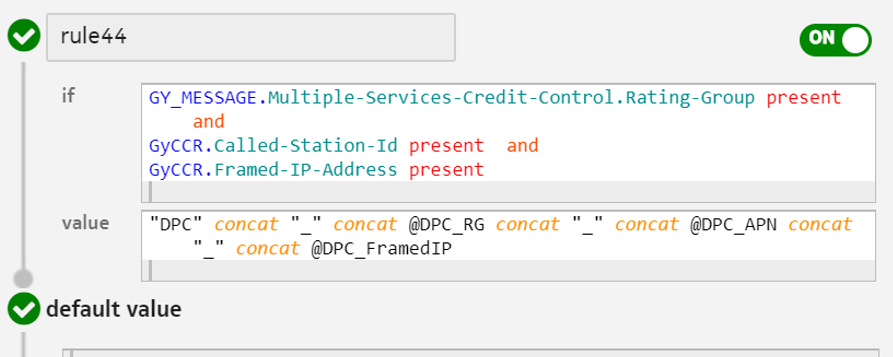 rule44
ON
if
GY_MESSAGE.Multiple-Services-Credit-Control.Rating-Group present
and
GyCCR.Called-Station-Id present and
GyCCR.Framed-IP-Address present
value
"DPC" concat "_" concat @DPC_RG concat "_" concat @DPC_APN concat
"_" concat @DPC_FramedIP
default value